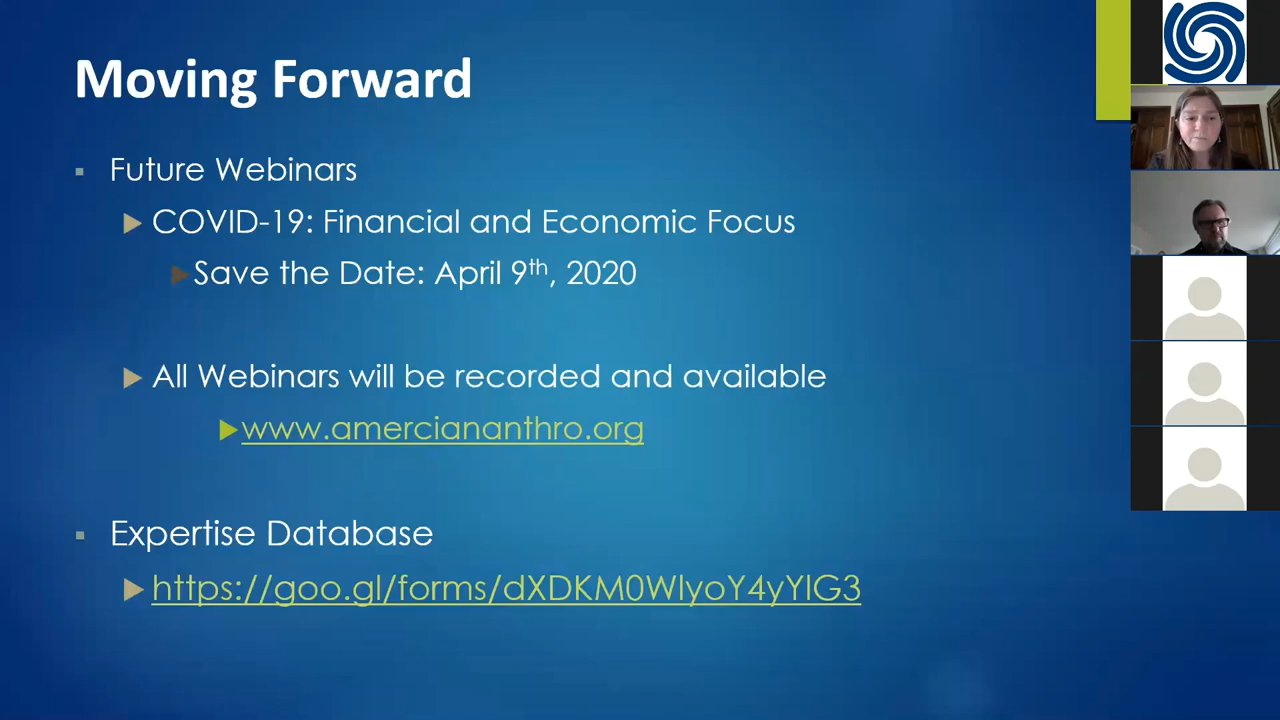 Moving Forward
Future Webinars
COVID-19: Financial and Economic Focus
Save the Date: April 9th, 2020
All Webinars will be recorded and available
www.amerciananthro.org
Expertise Database
https://goo.gl/forms/dXDKM0WlyoY4yYlG3